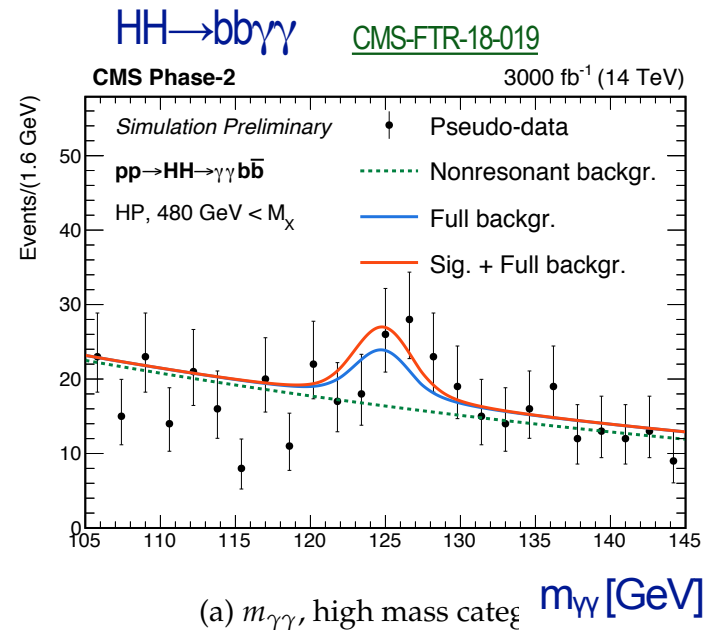 HH→bbγγ CMS-FTR-18-019
CMS Phase-2 3000 fb⁻¹ (14 TeV)
Events/(1.6 GeV)
Simulation Preliminary
pp→HH→γγbb̅
HP, 480 GeV < M_X
Pseudo-data
Nonresonant backgr.
Full backgr.
Sig. + Full backgr.
50
40
30
20
10
0
105 110 115 120 125 130 135 140 145
(a) m_γγ, high mass categ
m_γγ [GeV]